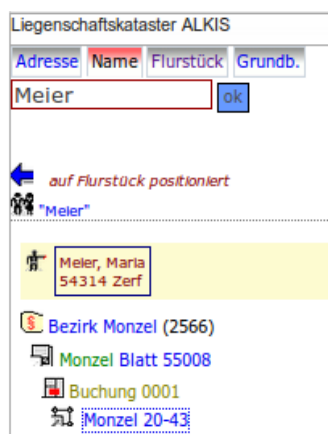 Liegenschaftskataster ALKIS
Adresse Name Flurstück Grundb.
Meier ok
auf Flurstück positioniert
"Meier"
Meier, Maria
54314 Zerf
Bezirk Monzel (2566)
Monzel Blatt 55008
Buchung 0001
Monzel 20-43